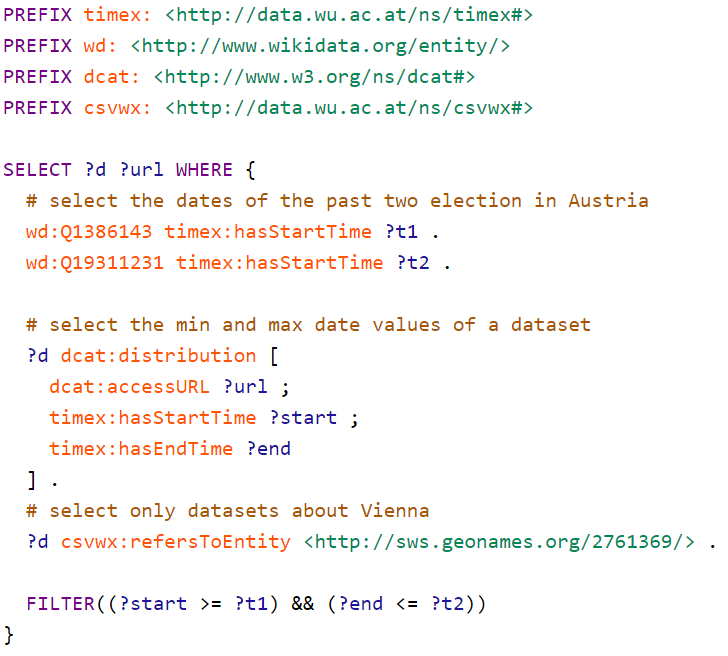 PREFIX timex: <http://data.wu.ac.at/ns/timex#>
PREFIX wd: <http://www.wikidata.org/entity/>
PREFIX dcat: <http://www.w3.org/ns/dcat#>
PREFIX csvwx: <http://data.wu.ac.at/ns/csvwx#>

SELECT ?d ?url WHERE {
  # select the dates of the past two election in Austria
  wd:Q1386143 timex:hasStartTime ?t1 .
  wd:Q19311231 timex:hasStartTime ?t2 .

  # select the min and max date values of a dataset
  ?d dcat:distribution [
    dcat:accessURL ?url ;
    timex:hasStartTime ?start ;
    timex:hasEndTime ?end
  ] .
  # select only datasets about Vienna
  ?d csvwx:refersToEntity <http://sws.geonames.org/2761369/> .

  FILTER((?start >= ?t1) && (?end <= ?t2))
}